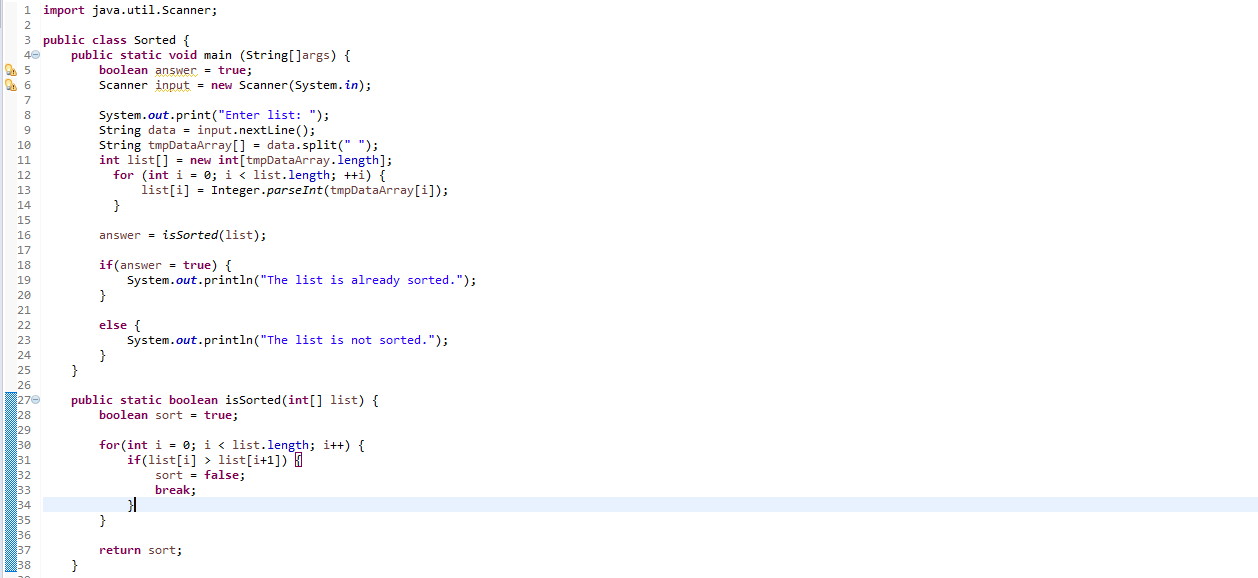 1 import java.util.Scanner;
2
3 public class Sorted {
4 public static void main (String[]args) {
5 boolean answer = true;
6 Scanner input = new Scanner(System.in);
7
8 System.out.print("Enter list: ");
9 String data = input.nextLine();
10 String tmpDataArray[] = data.split(" ");
11 int list[] = new int[tmpDataArray.length];
12 for (int i = 0; i < list.length; ++i) {
13 list[i] = Integer.parseInt(tmpDataArray[i]);
14 }
15
16 answer = isSorted(list);
17
18 if(answer = true) {
19 System.out.println("The list is already sorted.");
20 }
21
22 else {
23 System.out.println("The list is not sorted.");
24 }
25 }
26
27 public static boolean isSorted(int[] list) {
28 boolean sort = true;
29
30 for(int i = 0; i < list.length; i++) {
31 if(list[i] > list[i+1]) {
32 sort = false;
33 break;
34 }
35 }
36
37 return sort;
38 }